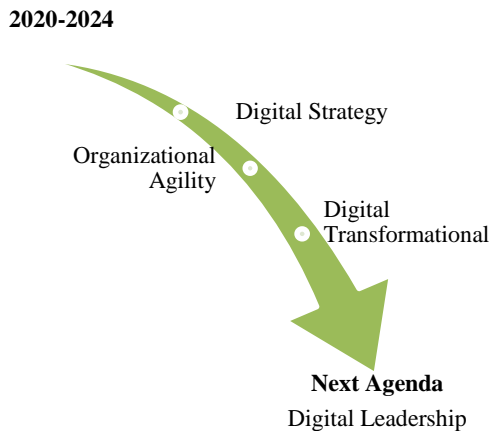 2020-2024
Digital Strategy
Organizational
Agility
Digital
Transformational
Next Agenda
Digital Leadership